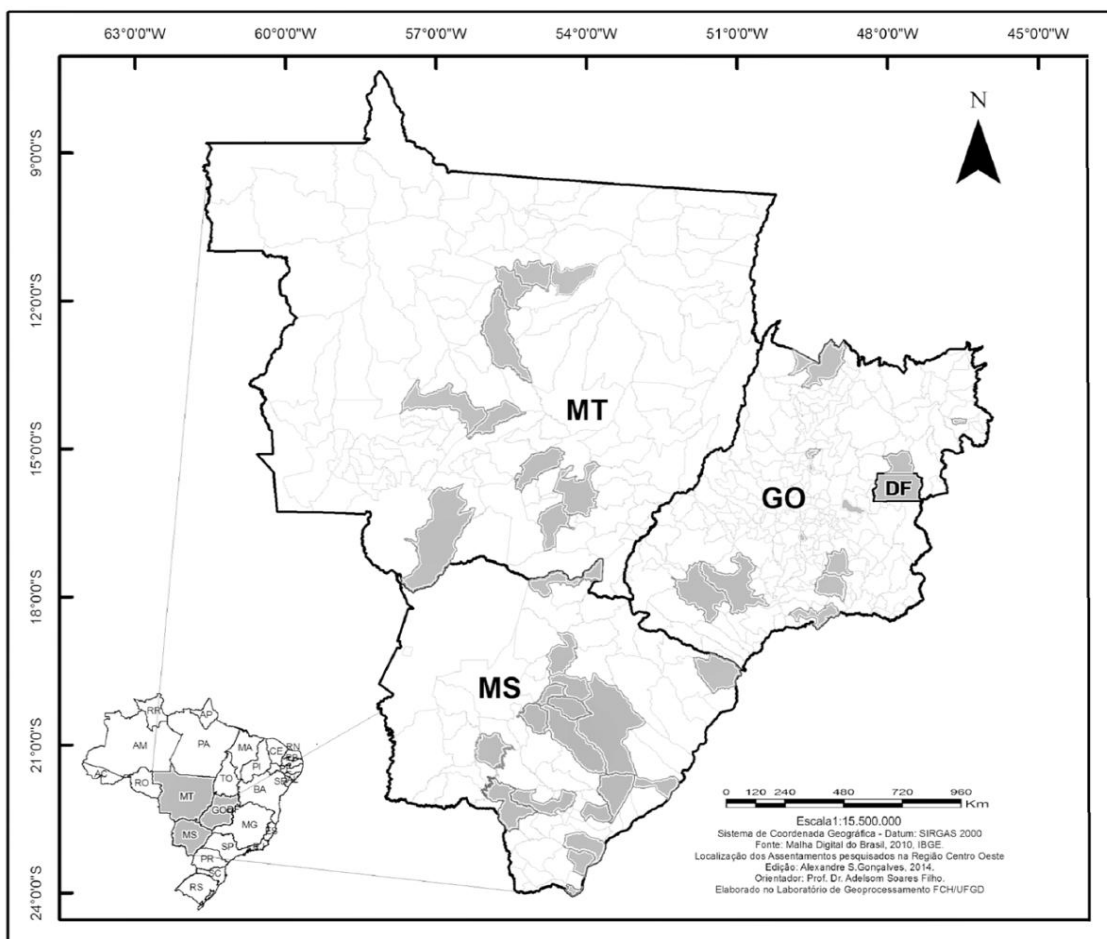 63°0'0"W 60°0'0"W 57°0'0"W 54°0'0"W 51°0'0"W 48°0'0"W 45°0'0"W
N
9°0'0"S
12°0'0"S
15°0'0"S
18°0'0"S
21°0'0"S
24°0'0"S
MT
GO
DF
MS
RR
AP
AM
PA
MA
CE
RN
PI
AC
RO
TO
BA
MT
GO
MS
MG
SP
PR
SC
RS
0 120 240 480 720 960
Km
Escala1:15.500.000
Sistema de Coordenada Geográfica - Datum: SIRGAS 2000
Fonte: Malha Digital do Brasil, 2010, IBGE.
Localização dos Assentamentos pesquisados na Região Centro Oeste
Edição: Alexandre S.Gonçalves, 2014.
Orientador: Prof. Dr. Adelsom Soares Filho.
Elaborado no Laboratório de Geoprocessamento FCH/UFGD